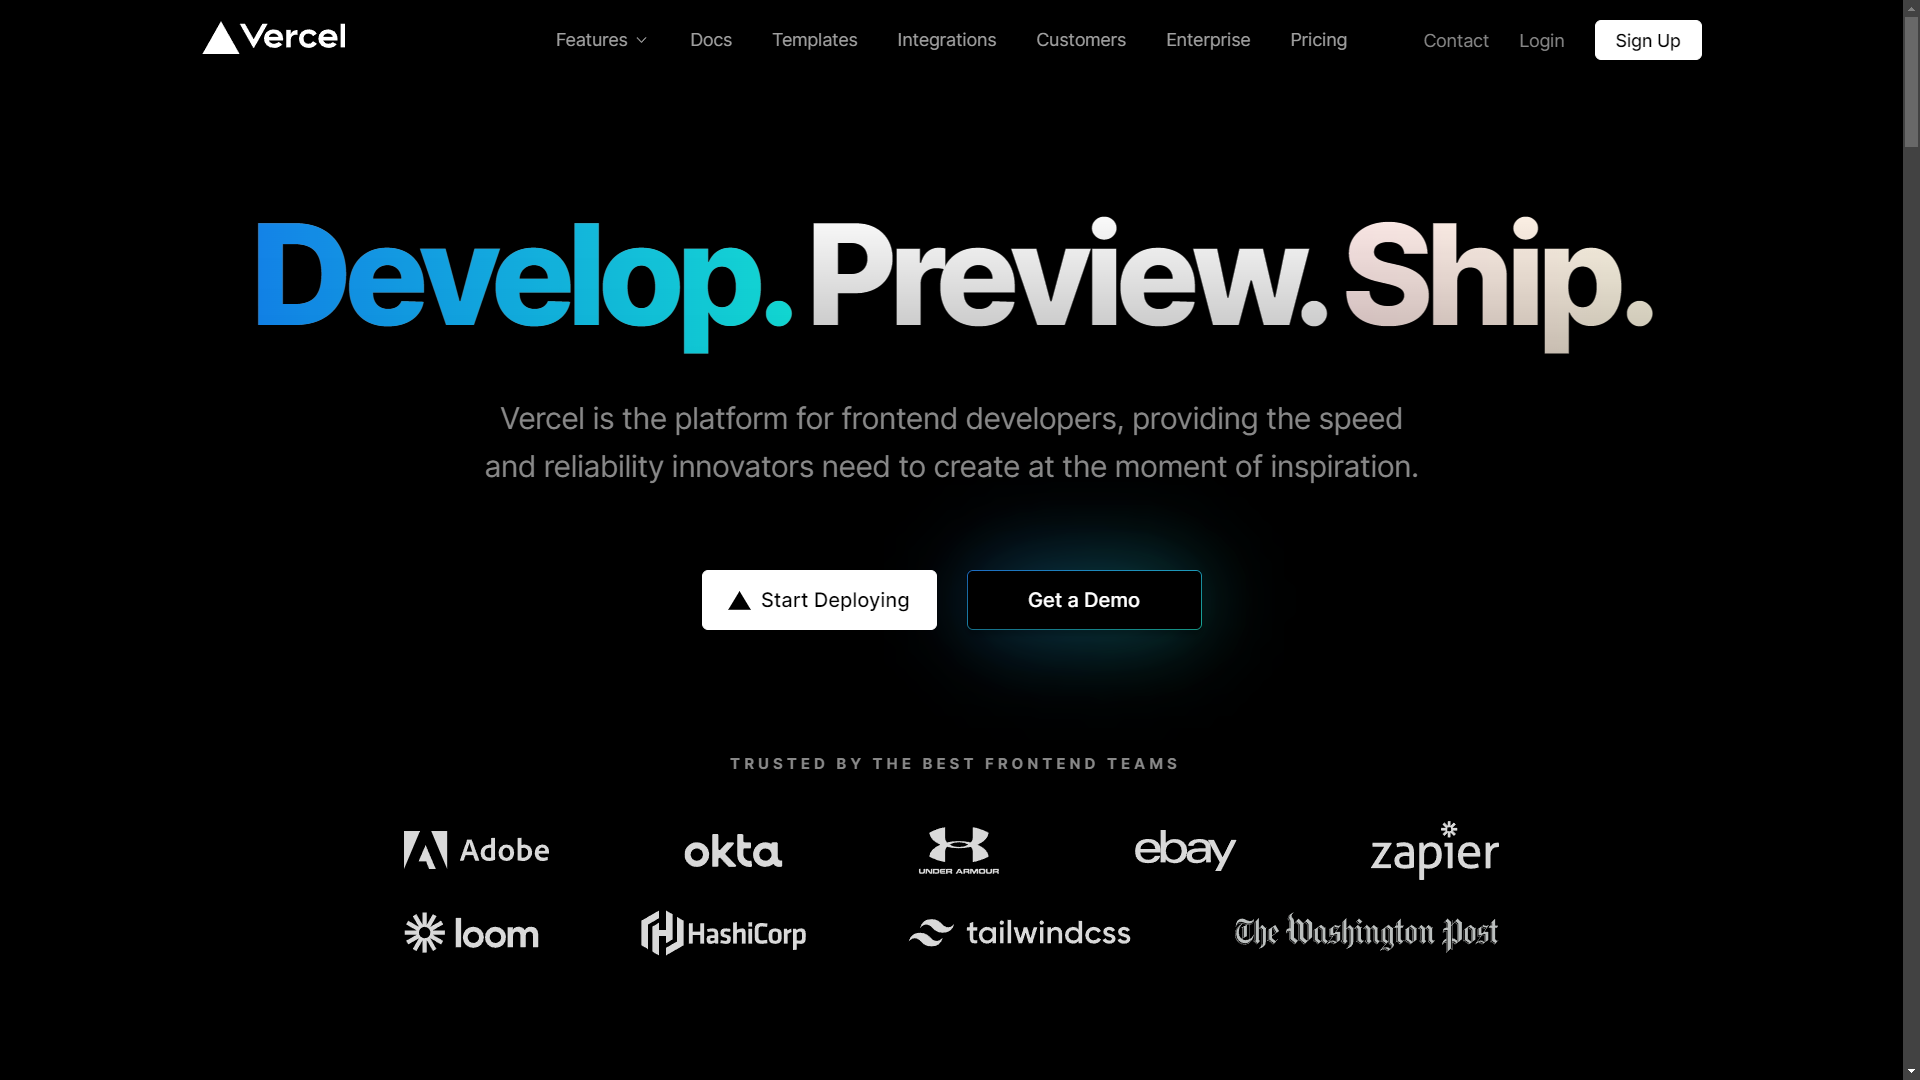 Vercel
Features
Docs
Templates
Integrations
Customers
Enterprise
Pricing
Contact
Login
Sign Up
Develop. Preview. Ship.
Vercel is the platform for frontend developers, providing the speed
and reliability innovators need to create at the moment of inspiration.
Start Deploying
Get a Demo
TRUSTED BY THE BEST FRONTEND TEAMS
Adobe
okta
UNDER ARMOUR
ebay
zapier
loom
HashiCorp
tailwindcss
The Washington Post